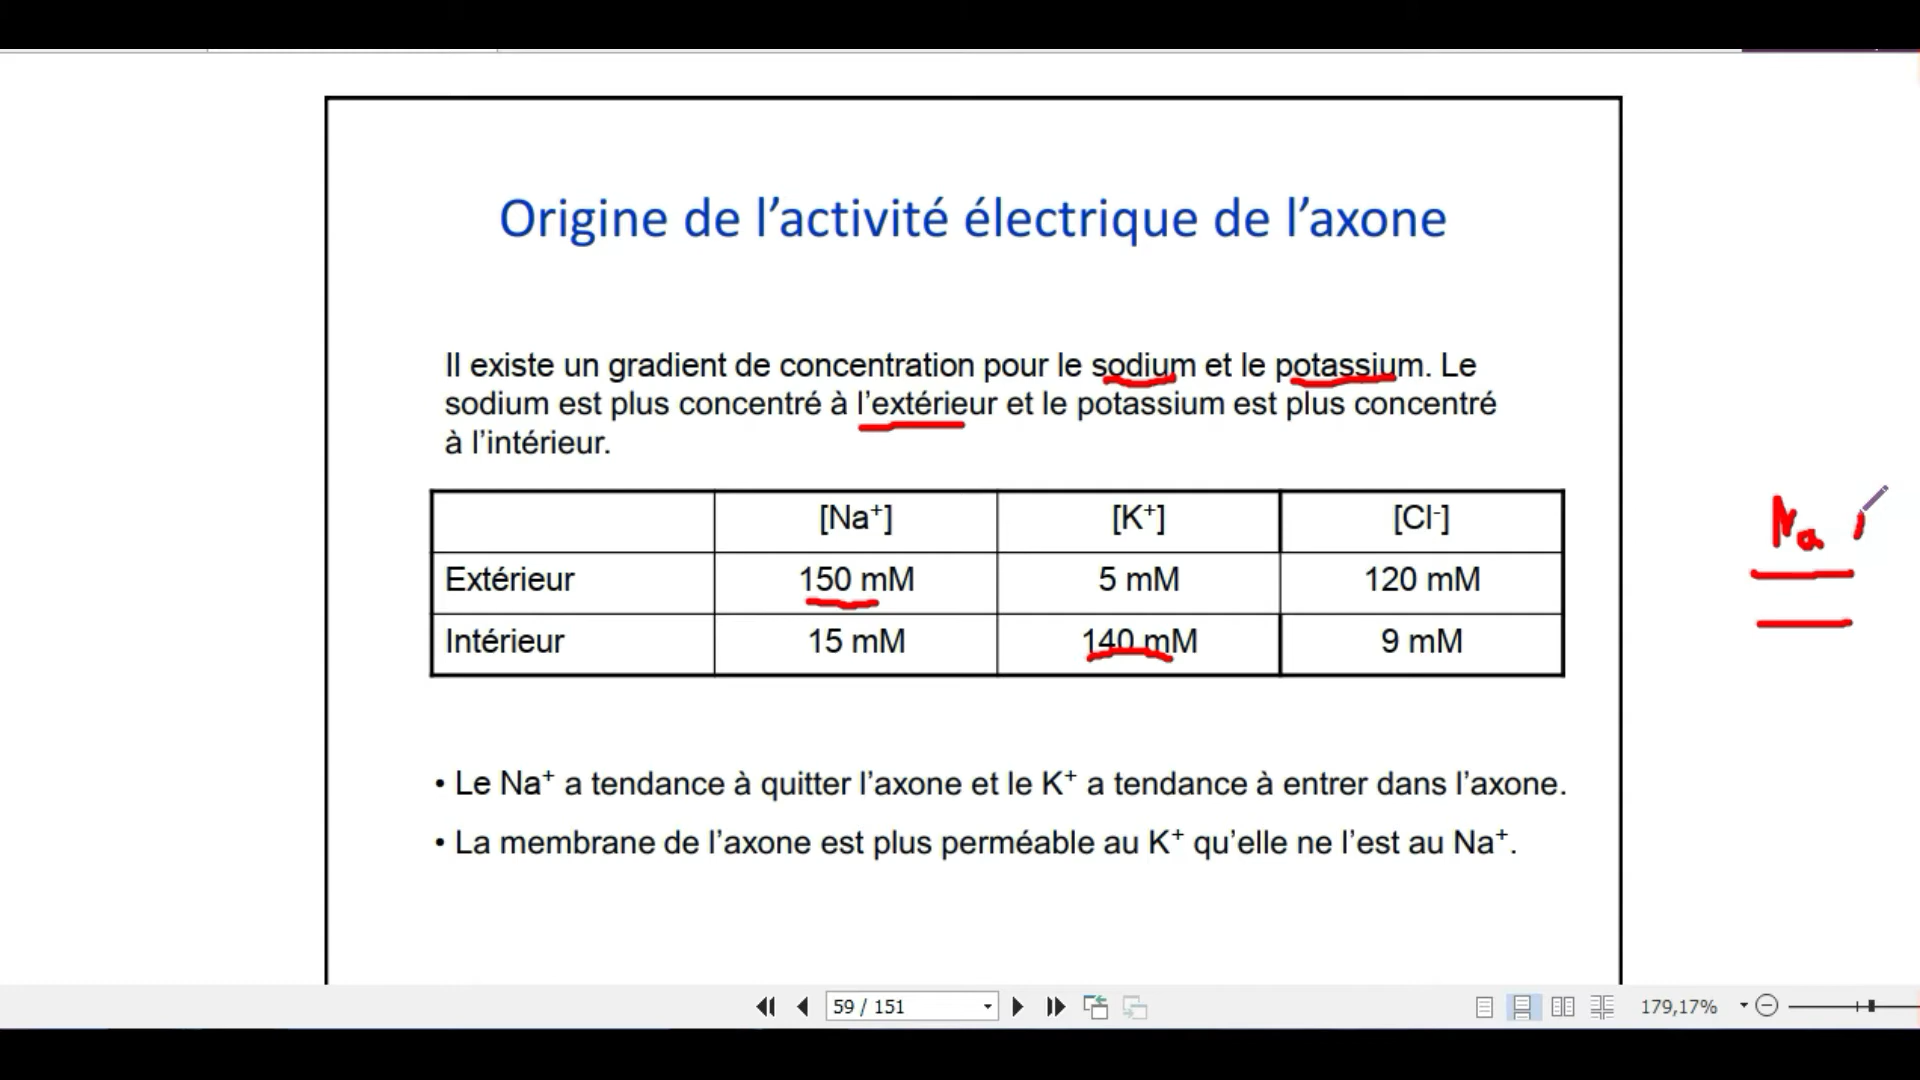 Origine de l’activité électrique de l’axone
Il existe un gradient de concentration pour le sodium et le potassium. Le
sodium est plus concentré à l’extérieur et le potassium est plus concentré
à l’intérieur.
[Na⁺] [K⁺] [Cl⁻]
Extérieur 150 mM 5 mM 120 mM
Intérieur 15 mM 140 mM 9 mM
Na
• Le Na⁺ a tendance à quitter l’axone et le K⁺ a tendance à entrer dans l’axone.
• La membrane de l’axone est plus perméable au K⁺ qu’elle ne l’est au Na⁺.
59 / 151
179,17%